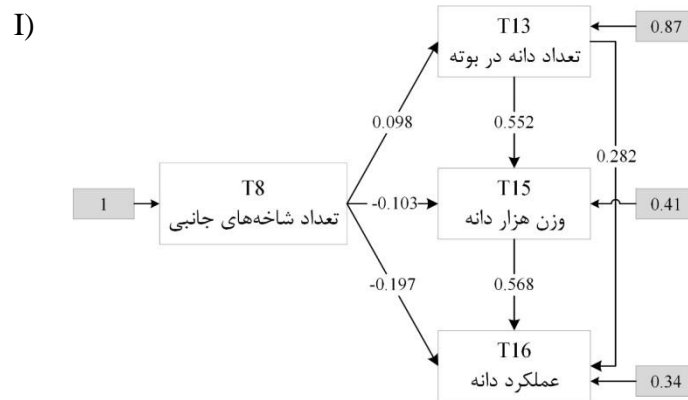 I)
T13
تعداد دانه در بوته
0.87
0.098
0.552
0.282
T8
تعداد شاخه‌های جانبی
1
-0.103
T15
وزن هزار دانه
0.41
-0.197
0.568
T16
عملکرد دانه
0.34